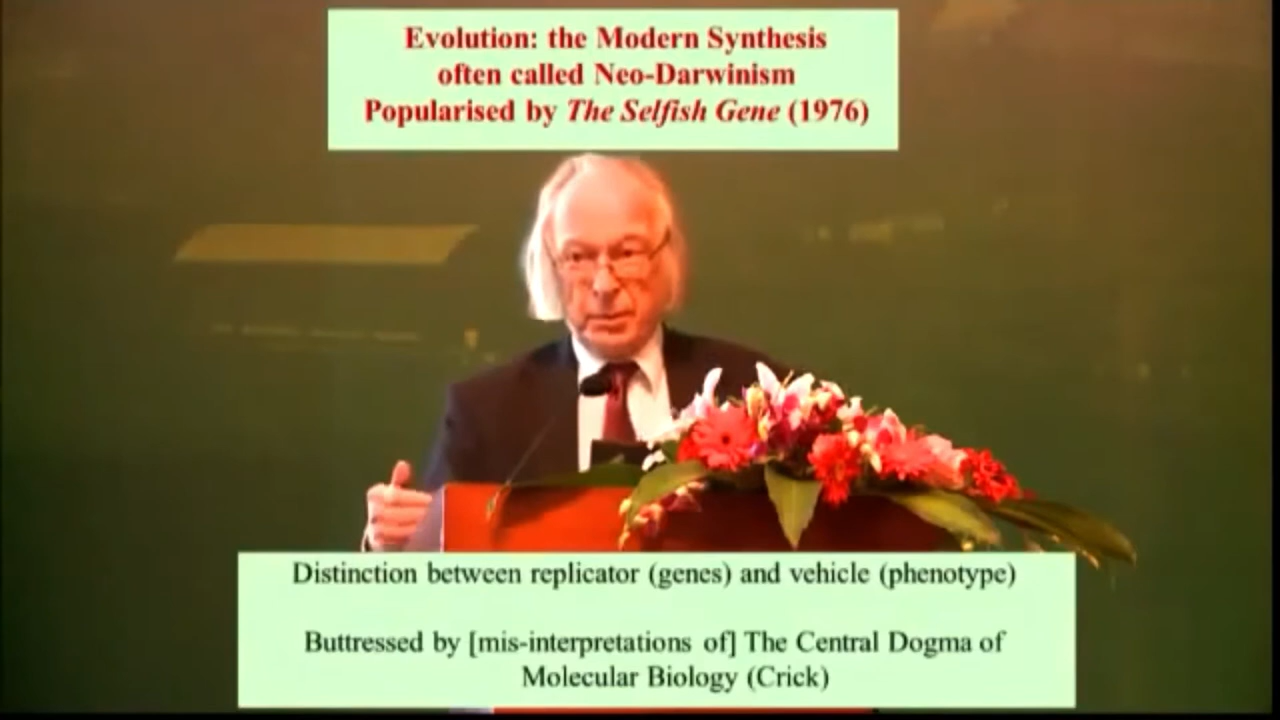 Evolution: the Modern Synthesis
often called Neo-Darwinism
Popularised by The Selfish Gene (1976)
Distinction between replicator (genes) and vehicle (phenotype)
Buttressed by [mis-interpretations of] The Central Dogma of
Molecular Biology (Crick)